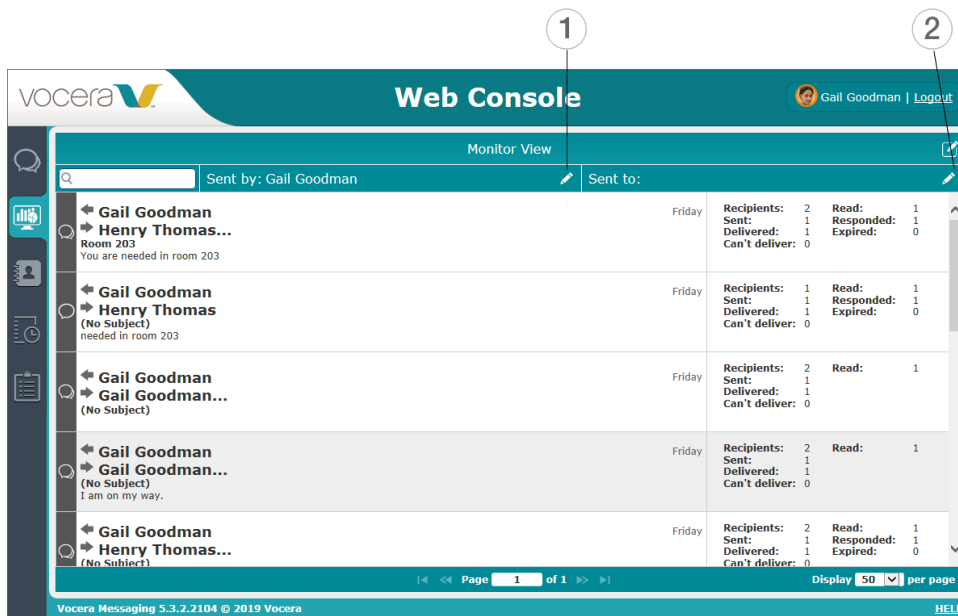 1
2
vocera
Web Console
Gail Goodman | Logout
Monitor View
Sent by: Gail Goodman
Sent to:
Gail Goodman
Henry Thomas...
Room 203
You are needed in room 203
Friday
Recipients: 2 Read: 1
Sent: 1 Responded: 1
Delivered: 1 Expired: 0
Can't deliver: 0
Gail Goodman
Henry Thomas
(No Subject)
needed in room 203
Friday
Recipients: 1 Read: 1
Sent: 1 Responded: 1
Delivered: 1 Expired: 0
Can't deliver: 0
Gail Goodman
Gail Goodman...
(No Subject)
Friday
Recipients: 2 Read: 1
Sent: 1
Delivered: 1
Can't deliver: 0
Gail Goodman
Gail Goodman...
(No Subject)
I am on my way.
Friday
Recipients: 2 Read: 1
Sent: 1
Delivered: 1
Can't deliver: 0
Gail Goodman
Henry Thomas...
(No Subject)
Friday
Recipients: 2 Read: 1
Sent: 1 Responded: 1
Delivered: 1 Expired: 0
Can't deliver: 0
Page 1 of 1
Display 50 per page
Vocera Messaging 5.3.2.2104 © 2019 Vocera
HELP